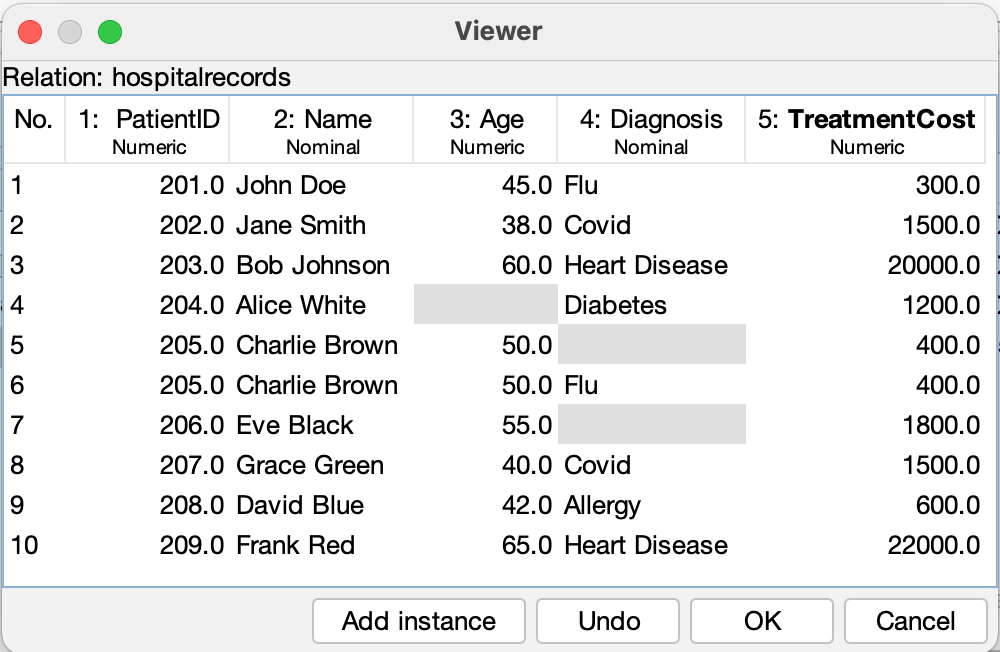 Viewer
Relation: hospitalrecords
No. 1: PatientID 2: Name 3: Age 4: Diagnosis 5: TreatmentCost
Numeric Nominal Numeric Nominal Numeric
1 201.0 John Doe 45.0 Flu 300.0
2 202.0 Jane Smith 38.0 Covid 1500.0
3 203.0 Bob Johnson 60.0 Heart Disease 20000.0
4 204.0 Alice White Diabetes 1200.0
5 205.0 Charlie Brown 50.0 400.0
6 205.0 Charlie Brown 50.0 Flu 400.0
7 206.0 Eve Black 55.0 1800.0
8 207.0 Grace Green 40.0 Covid 1500.0
9 208.0 David Blue 42.0 Allergy 600.0
10 209.0 Frank Red 65.0 Heart Disease 22000.0
Add instance Undo OK Cancel